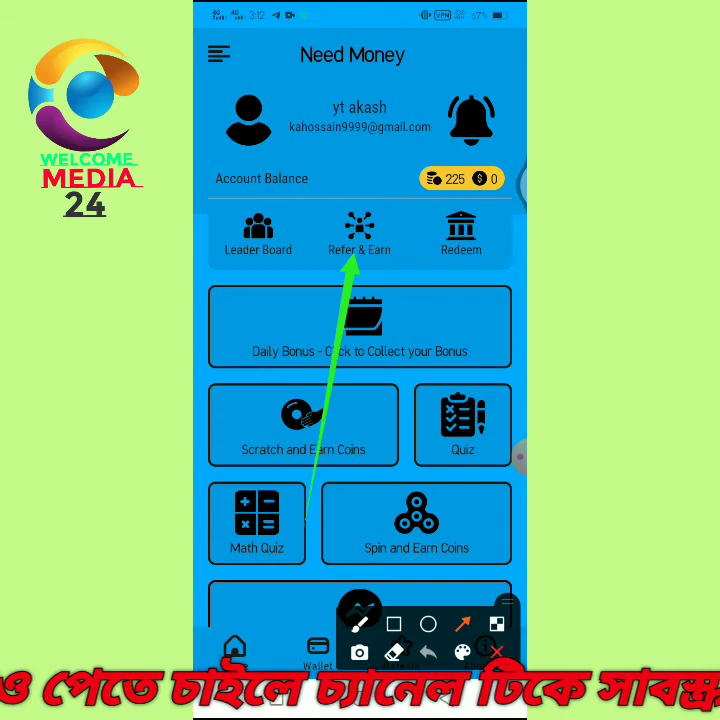 3:12
VPN
67%
Need Money
yt akash
kahossain9999@gmail.com
WELCOME
MEDIA
24
Account Balance
225
0
Leader Board
Refer & Earn
Redeem
Daily Bonus - Click to Collect your Bonus
Scratch and Earn Coins
Quiz
Math Quiz
Spin and Earn Coins
Wallet
ও পেতে চাইলে চ্যানেল টিকে সাবস্ক্র